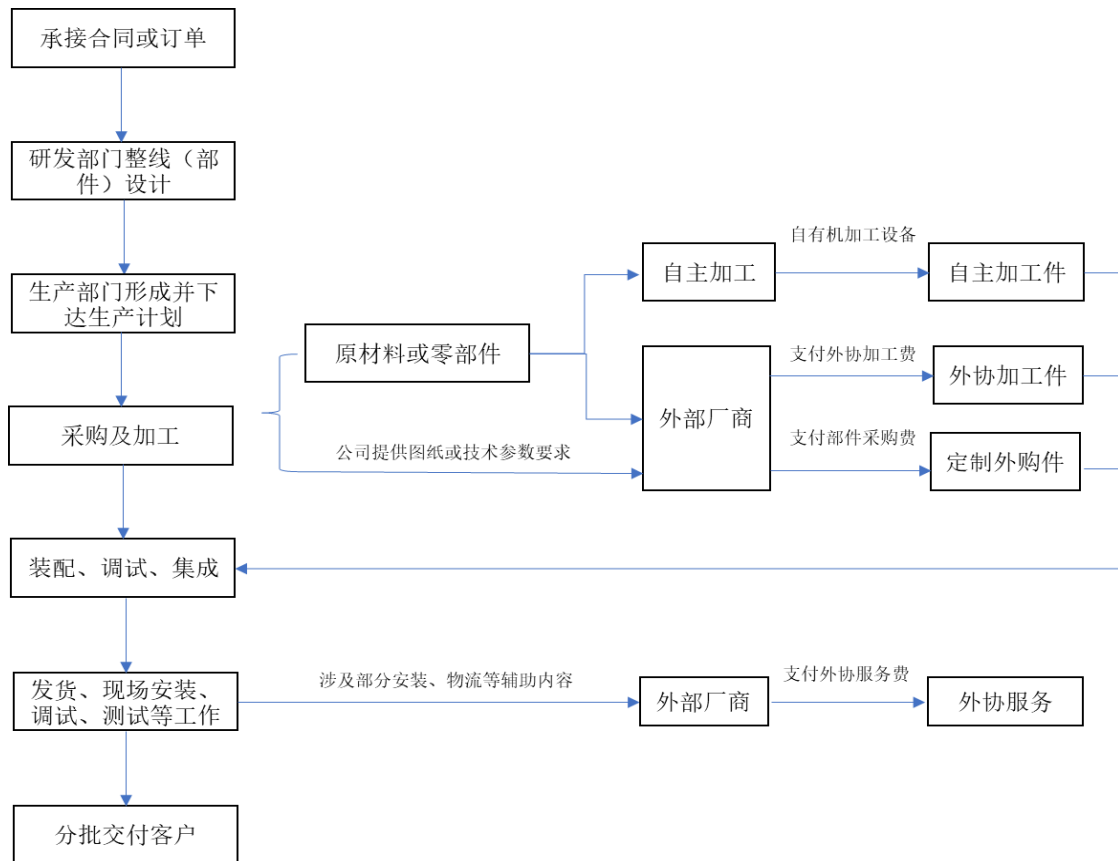 承接合同或订单
研发部门整线（部
件）设计
生产部门形成并下
达生产计划
自有机加工设备
自主加工
自主加工件
原材料或零部件
支付外协加工费
外协加工件
采购及加工
外部厂商
公司提供图纸或技术参数要求
支付部件采购费
定制外购件
装配、调试、集成
发货、现场安装、
调试、测试等工作
涉及部分安装、物流等辅助内容
外部厂商
支付外协服务费
外协服务
分批交付客户